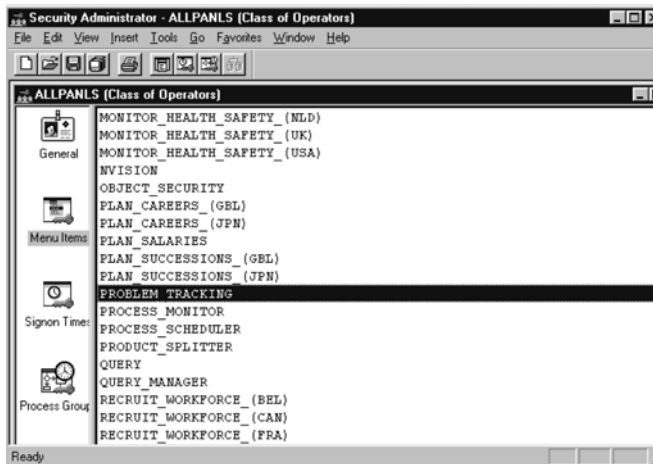 Security Administrator - ALLPANLS (Class of Operators)
File Edit View Insert Tools Go Favorites Window Help
ALLPANLS (Class of Operators)
General
Menu Items
Signon Times
Process Group
MONITOR_HEALTH_SAFETY_(NLD)
MONITOR_HEALTH_SAFETY_(UK)
MONITOR_HEALTH_SAFETY_(USA)
NVISION
OBJECT_SECURITY
PLAN_CAREERS_(GBL)
PLAN_CAREERS_(JPN)
PLAN_SALARIES
PLAN_SUCCESSIONS_(GBL)
PLAN_SUCCESSIONS_(JPN)
PROBLEM_TRACKING
PROCESS_MONITOR
PROCESS_SCHEDULER
PRODUCT_SPLITTER
QUERY
QUERY_MANAGER
RECRUIT_WORKFORCE_(BEL)
RECRUIT_WORKFORCE_(CAN)
RECRUIT_WORKFORCE_(FRA)
Ready